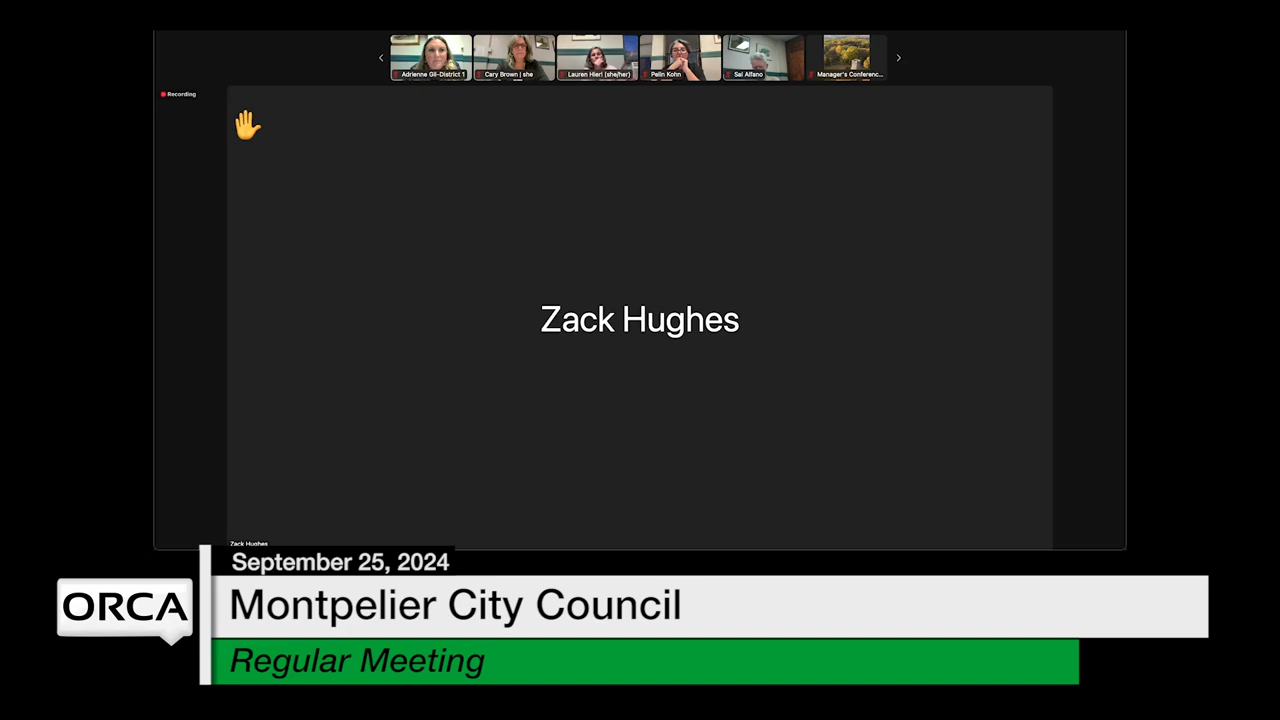 Adrienne Gil-District 1
Cary Brown | she
Lauren Hierl (she/her)
Pelin Kohn
Sal Alfano
Manager's Conferenc...
Recording
Zack Hughes
Zack Hughes
September 25, 2024
ORCA
Montpelier City Council
Regular Meeting